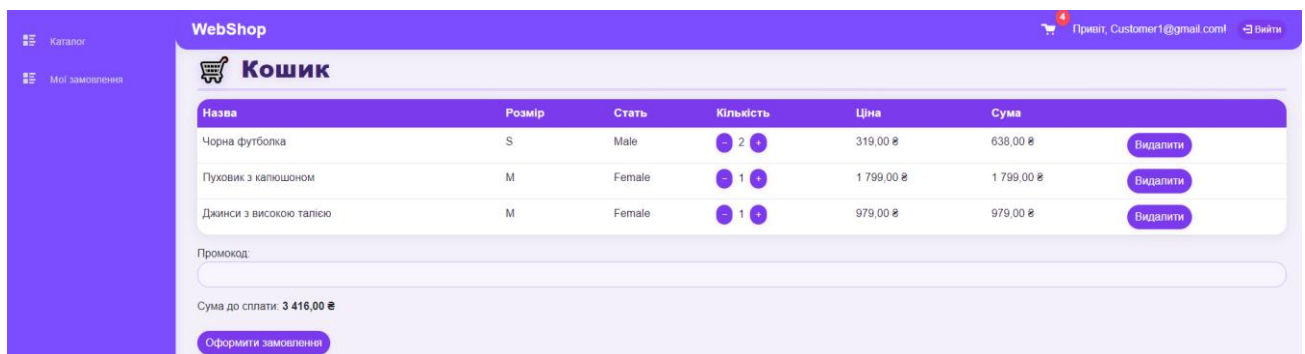 WebShop
4
Привіт, Customer1@gmail.com!
Вийти
Каталог
Мої замовлення
Кошик
Назва Розмір Стать Кількість Ціна Сума
Чорна футболка S Male - 2 + 319,00 ₴ 638,00 ₴ Видалити
Пуховик з капюшоном M Female - 1 + 1 799,00 ₴ 1 799,00 ₴ Видалити
Джинси з високою талією M Female - 1 + 979,00 ₴ 979,00 ₴ Видалити
Промокод:
Сума до сплати: 3 416,00 ₴
Оформити замовлення